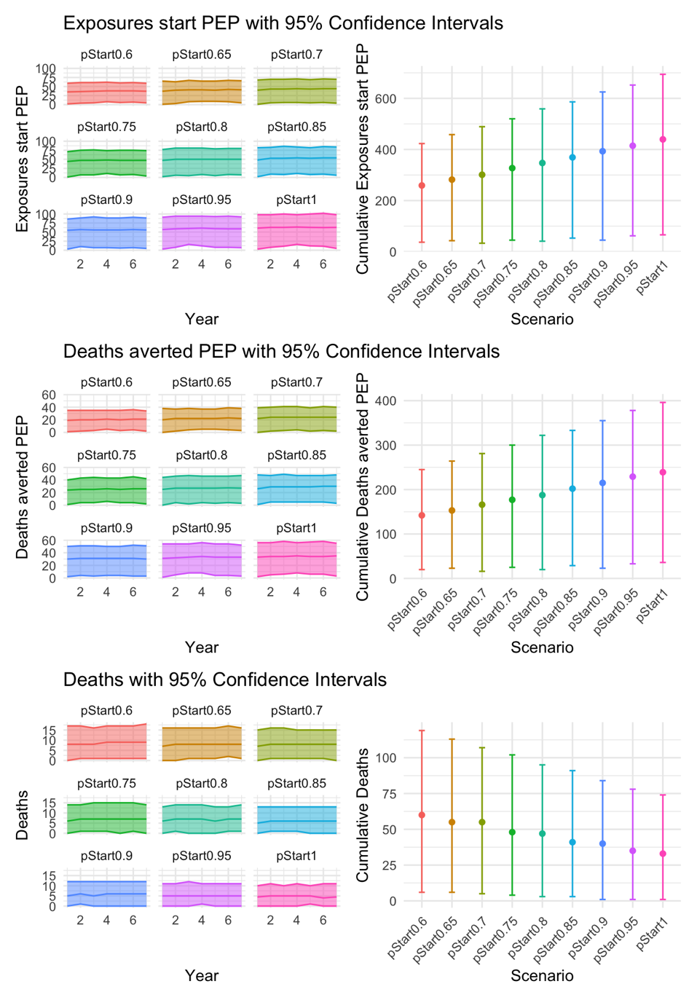 Exposures start PEP with 95% Confidence Intervals
pStart0.6 pStart0.65 pStart0.7
100
75
50
25
0
pStart0.75 pStart0.8 pStart0.85
100
75
50
25
0
pStart0.9 pStart0.95 pStart1
100
75
50
25
0
2 4 6 2 4 6 2 4 6
Exposures start PEP
Year
Cumulative Exposures start PEP
600
400
200
0
pStart0.6 pStart0.65 pStart0.7 pStart0.75 pStart0.8 pStart0.85 pStart0.9 pStart0.95 pStart1
Scenario
Deaths averted PEP with 95% Confidence Intervals
pStart0.6 pStart0.65 pStart0.7
60
40
20
0
pStart0.75 pStart0.8 pStart0.85
60
40
20
0
pStart0.9 pStart0.95 pStart1
60
40
20
0
2 4 6 2 4 6 2 4 6
Deaths averted PEP
Year
Cumulative Deaths averted PEP
400
300
200
100
0
pStart0.6 pStart0.65 pStart0.7 pStart0.75 pStart0.8 pStart0.85 pStart0.9 pStart0.95 pStart1
Scenario
Deaths with 95% Confidence Intervals
pStart0.6 pStart0.65 pStart0.7
15
10
5
0
pStart0.75 pStart0.8 pStart0.85
15
10
5
0
pStart0.9 pStart0.95 pStart1
15
10
5
0
2 4 6 2 4 6 2 4 6
Deaths
Year
Cumulative Deaths
100
75
50
25
0
pStart0.6 pStart0.65 pStart0.7 pStart0.75 pStart0.8 pStart0.85 pStart0.9 pStart0.95 pStart1
Scenario